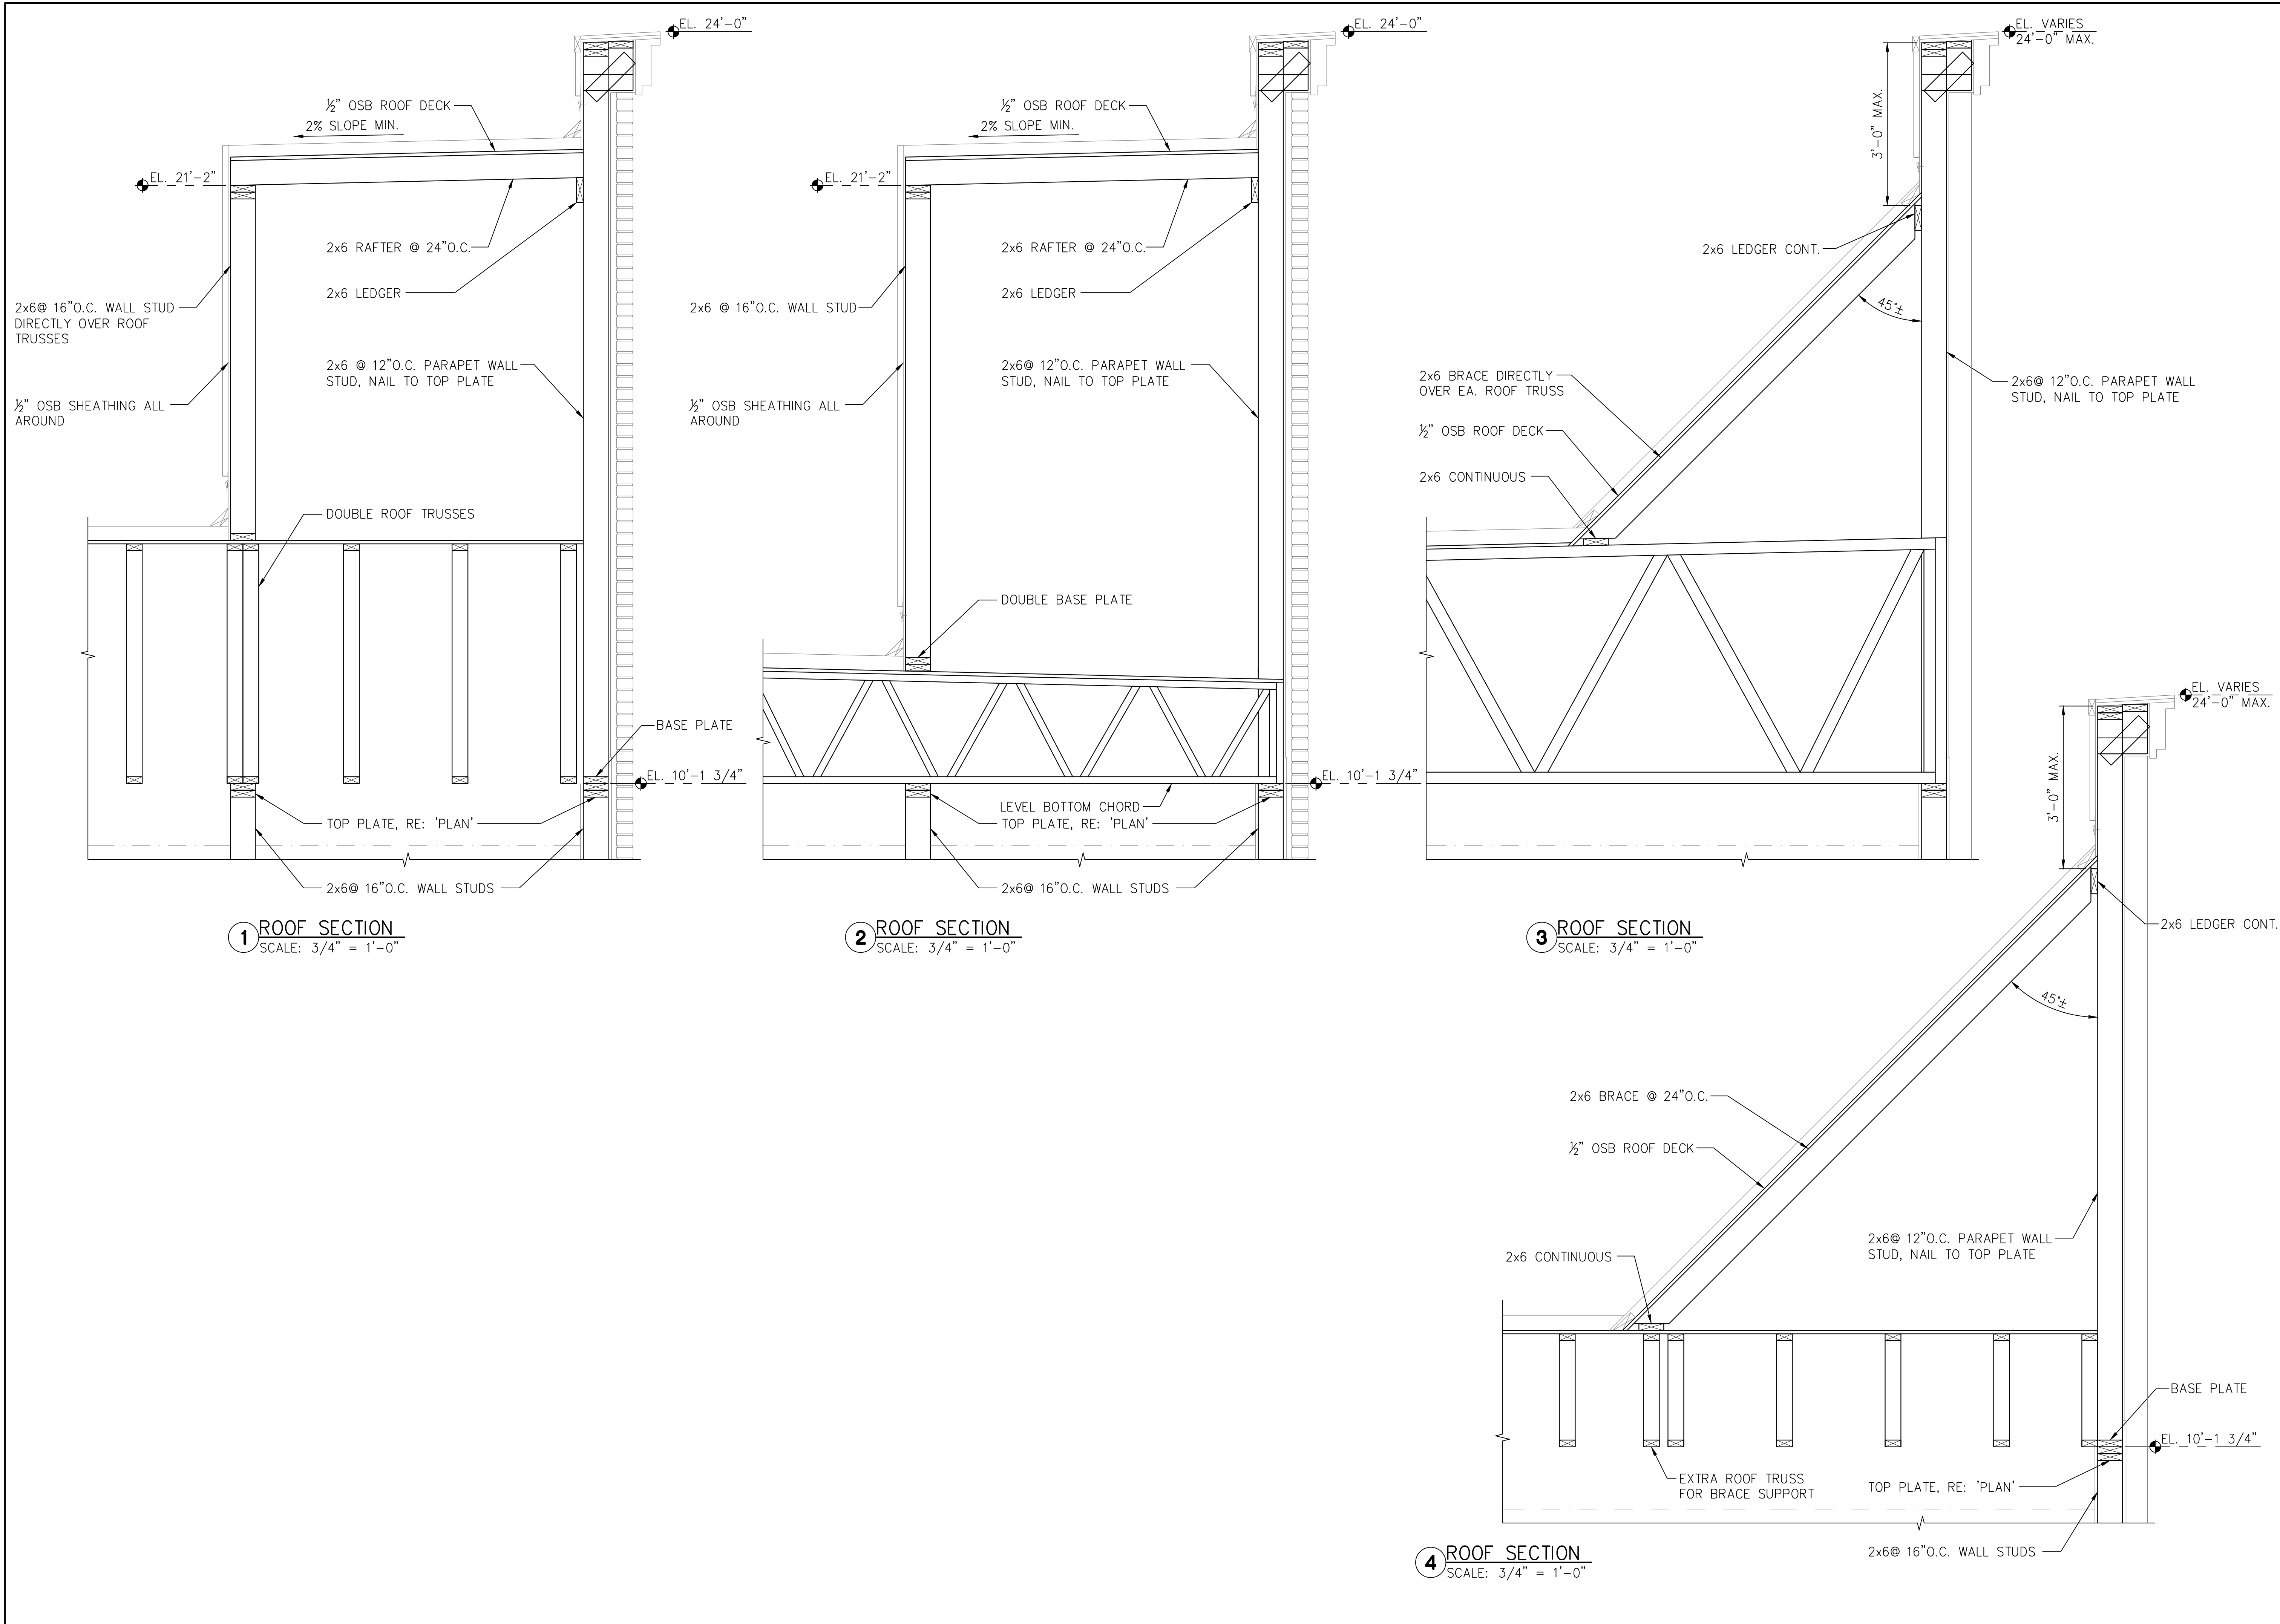 EL. 24'-0"
½" OSB ROOF DECK
2% SLOPE MIN.
EL. 21'-2"
2x6 RAFTER @ 24"O.C.
2x6 LEDGER
2x6@ 16"O.C. WALL STUD
DIRECTLY OVER ROOF
TRUSSES
2x6 @ 12"O.C. PARAPET WALL
STUD, NAIL TO TOP PLATE
½" OSB SHEATHING ALL
AROUND
DOUBLE ROOF TRUSSES
BASE PLATE
EL. 10'-1 3/4"
TOP PLATE, RE: 'PLAN'
2x6@ 16"O.C. WALL STUDS
1
ROOF SECTION
SCALE: 3/4" = 1'-0"
EL. 24'-0"
½" OSB ROOF DECK
2% SLOPE MIN.
EL. 21'-2"
2x6 RAFTER @ 24"O.C.
2x6 LEDGER
2x6 @ 16"O.C. WALL STUD
2x6@ 12"O.C. PARAPET WALL
STUD, NAIL TO TOP PLATE
½" OSB SHEATHING ALL
AROUND
DOUBLE BASE PLATE
EL. 10'-1 3/4"
LEVEL BOTTOM CHORD
TOP PLATE, RE: 'PLAN'
2x6@ 16"O.C. WALL STUDS
2
ROOF SECTION
SCALE: 3/4" = 1'-0"
EL. VARIES
24'-0" MAX.
3'-0" MAX.
2x6 LEDGER CONT.
45°±
2x6 BRACE DIRECTLY
OVER EA. ROOF TRUSS
2x6@ 12"O.C. PARAPET WALL
STUD, NAIL TO TOP PLATE
½" OSB ROOF DECK
2x6 CONTINUOUS
3
ROOF SECTION
SCALE: 3/4" = 1'-0"
EL. VARIES
24'-0" MAX.
3'-0" MAX.
2x6 LEDGER CONT.
45°±
2x6 BRACE @ 24"O.C.
½" OSB ROOF DECK
2x6@ 12"O.C. PARAPET WALL
STUD, NAIL TO TOP PLATE
2x6 CONTINUOUS
BASE PLATE
EL. 10'-1 3/4"
EXTRA ROOF TRUSS
FOR BRACE SUPPORT
TOP PLATE, RE: 'PLAN'
2x6@ 16"O.C. WALL STUDS
4
ROOF SECTION
SCALE: 3/4" = 1'-0"